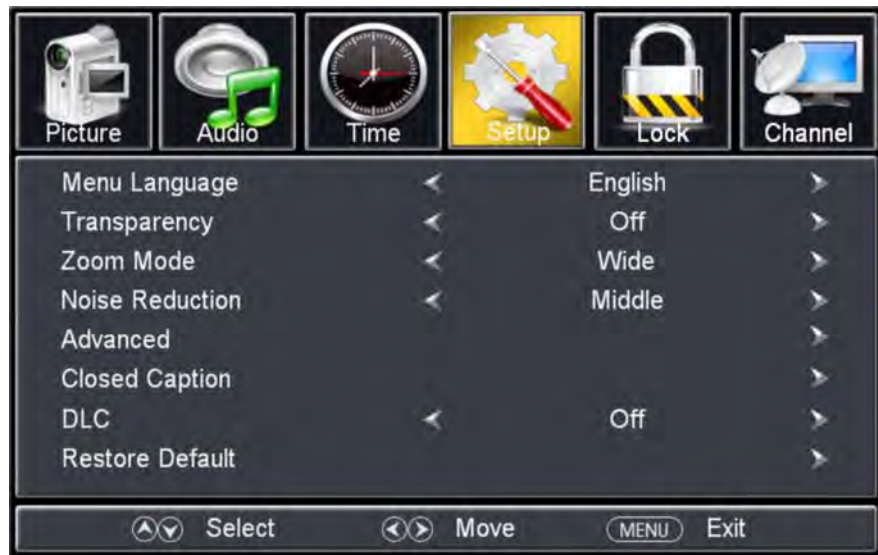 Picture Audio Time Setup Lock Channel
Menu Language English
Transparency Off
Zoom Mode Wide
Noise Reduction Middle
Advanced
Closed Caption
DLC Off
Restore Default
Select Move MENU Exit